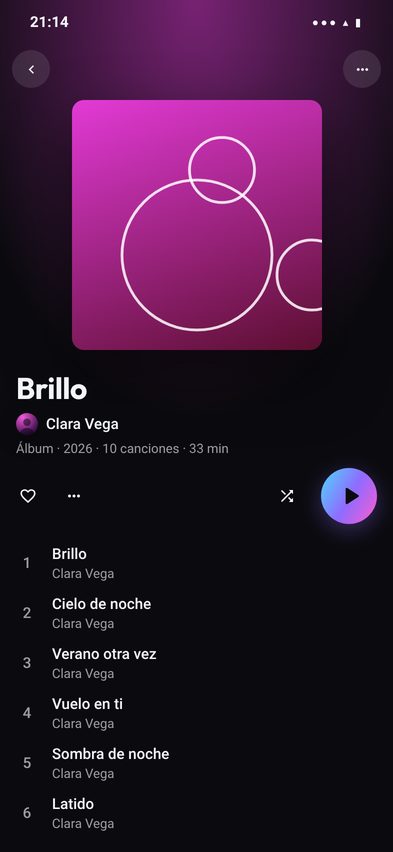 21:14
Brillo
Clara Vega
Álbum · 2026 · 10 canciones · 33 min
1
Brillo
Clara Vega
2
Cielo de noche
Clara Vega
3
Verano otra vez
Clara Vega
4
Vuelo en ti
Clara Vega
5
Sombra de noche
Clara Vega
6
Latido
Clara Vega